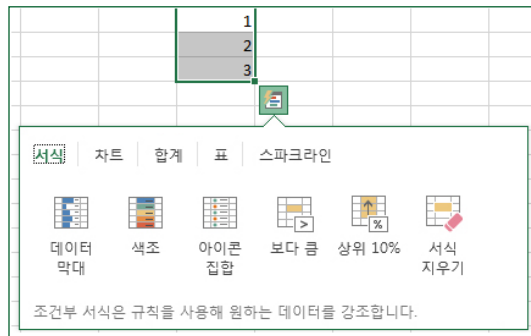 1
2
3
서식 차트 합계 표 스파크라인
데이터 막대 색조 아이콘 집합 보다 큼 상위 10% 서식 지우기
조건부 서식은 규칙을 사용해 원하는 데이터를 강조합니다.